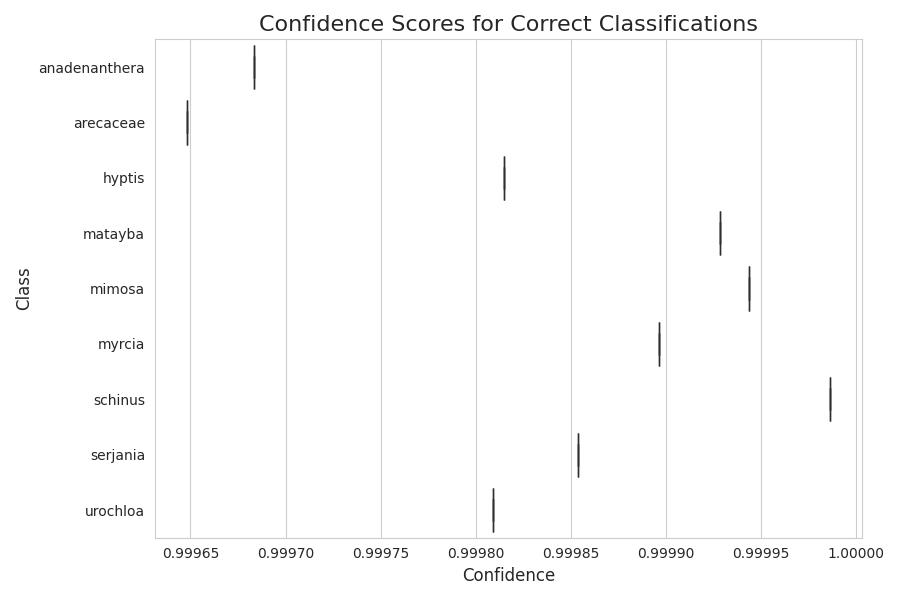 Confidence Scores for Correct Classifications
anadenanthera
arecaceae
hyptis
matayba
mimosa
myrcia
schinus
serjania
urochloa
Class
0.99965 0.99970 0.99975 0.99980 0.99985 0.99990 0.99995 1.00000
Confidence